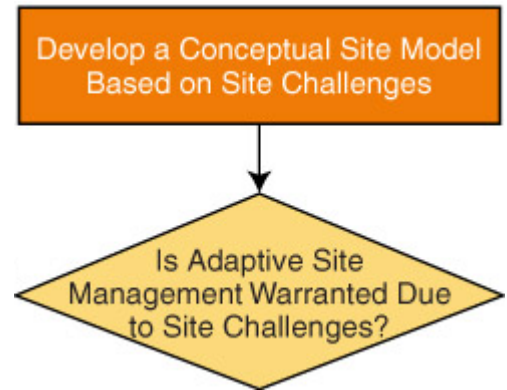 Develop a Conceptual Site Model
Based on Site Challenges
Is Adaptive Site
Management Warranted Due
to Site Challenges?